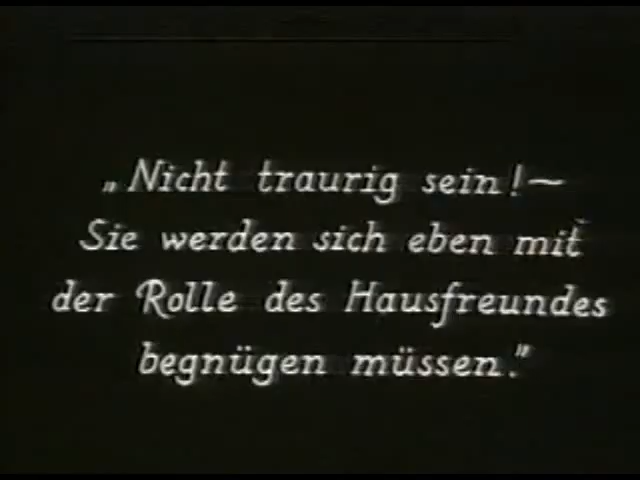 „Nicht traurig sein! —
Sie werden sich eben mit
der Rolle des Hausfreundes
begnügen müssen."